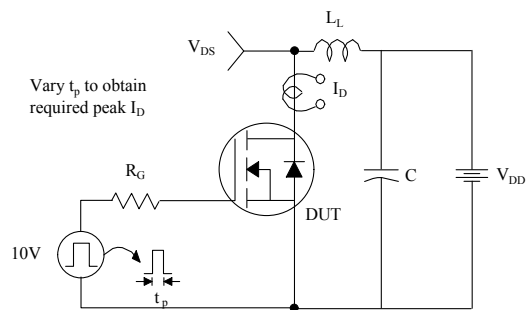 L_L
V_DS
Vary t_p to obtain
required peak I_D
I_D
R_G
C
V_DD
DUT
10V
t_p